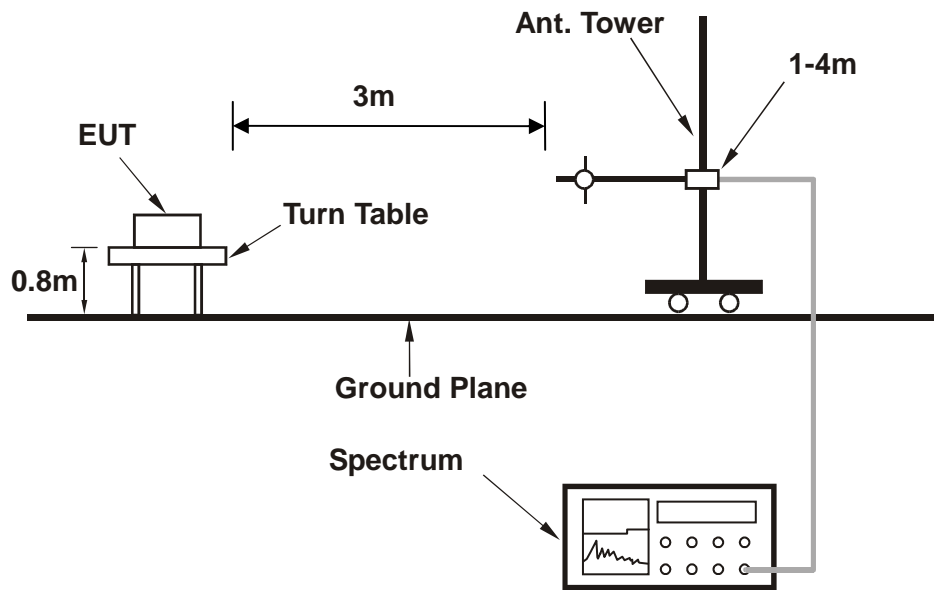 Ant. Tower
1-4m
3m
EUT
Turn Table
0.8m
Ground Plane
Spectrum